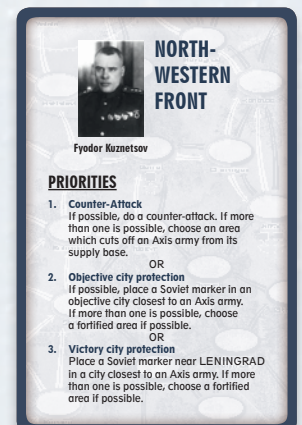 NORTH-
WESTERN
FRONT
Fyodor Kuznetsov
PRIORITIES
1. Counter-Attack
If possible, do a counter-attack. If more
than one is possible, choose an area
which cuts off an Axis army from its
supply base.
OR
2. Objective city protection
If possible, place a Soviet marker in an
objective city closest to an Axis army.
If more than one is possible, choose
a fortified area if possible.
OR
3. Victory city protection
Place a Soviet marker near LENINGRAD
in a city closest to an Axis army. If more
than one is possible, choose a fortified
area if possible.